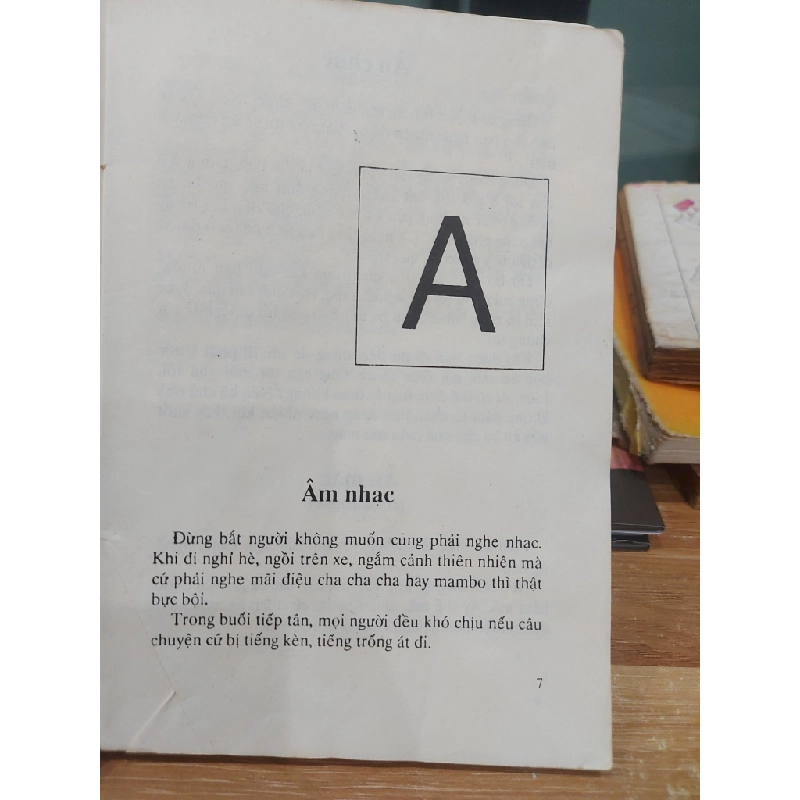 A
Âm nhạc
Đừng bắt người không muốn cũng phải nghe nhạc.
Khi đi nghỉ hè, ngồi trên xe, ngắm cảnh thiên nhiên mà
cứ phải nghe mãi điệu cha cha cha hay mambo thì thật
bực bội.
Trong buổi tiếp tân, mọi người đều khó chịu nếu câu
chuyện cứ bị tiếng kèn, tiếng trống át đi.
7